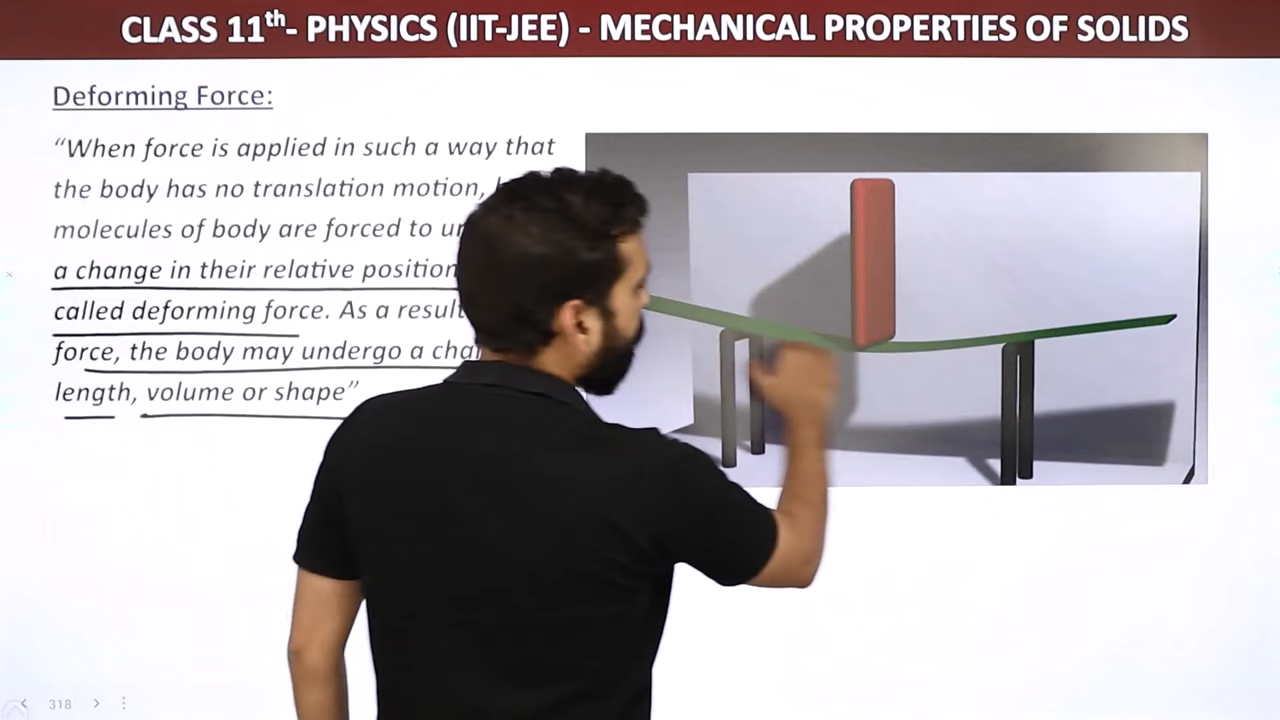 CLASS 11th- PHYSICS (IIT-JEE) - MECHANICAL PROPERTIES OF SOLIDS
Deforming Force:
“When force is applied in such a way that
the body has no translation motion,
molecules of body are forced to
a change in their relative position
called deforming force. As a result
force, the body may undergo a
length, volume or shape”
318